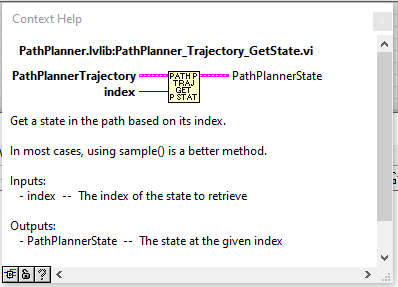 Context Help
PathPlanner.lvlib:PathPlanner_Trajectory_GetState.vi
PathPlannerTrajectory
PATH P
TRAJ
GET
P STAT
PathPlannerState
index
Get a state in the path based on its index.
In most cases, using sample() is a better method.
Inputs:
- index -- The index of the state to retrieve
Outputs:
- PathPlannerState -- The state at the given index
?